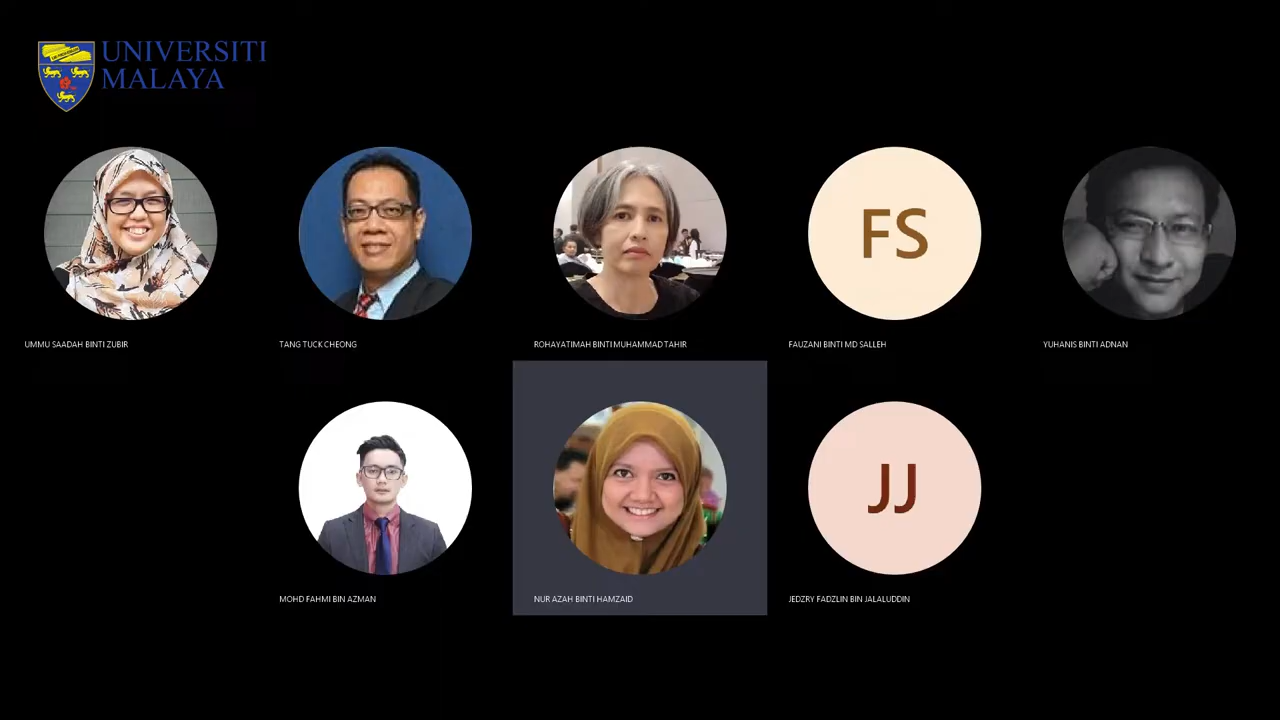 UNIVERSITI
MALAYA
FS
UMMU SAADAH BINTI ZUBIR
TANG TUCK CHEONG
ROHAYATIMAH BINTI MUHAMMAD TAHIR
FAUZANI BINTI MD SALLEH
YUHANIS BINTI ADNAN
JJ
MOHD FAHMI BIN AZMAN
NUR AZAH BINTI HAMZAID
JEDZRY FADZLIN BIN JALALUDDIN